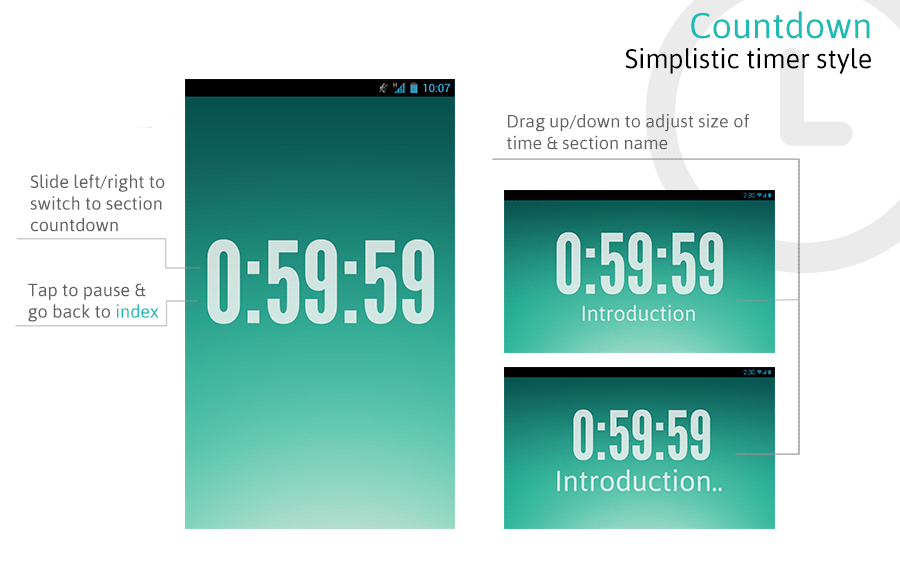 Countdown
Simplistic timer style
10:07
Slide left/right to
switch to section
countdown
Tap to pause &
go back to index
0:59:59
Drag up/down to adjust size of
time & section name
2:30
0:59:59
Introduction
2:30
0:59:59
Introduction..